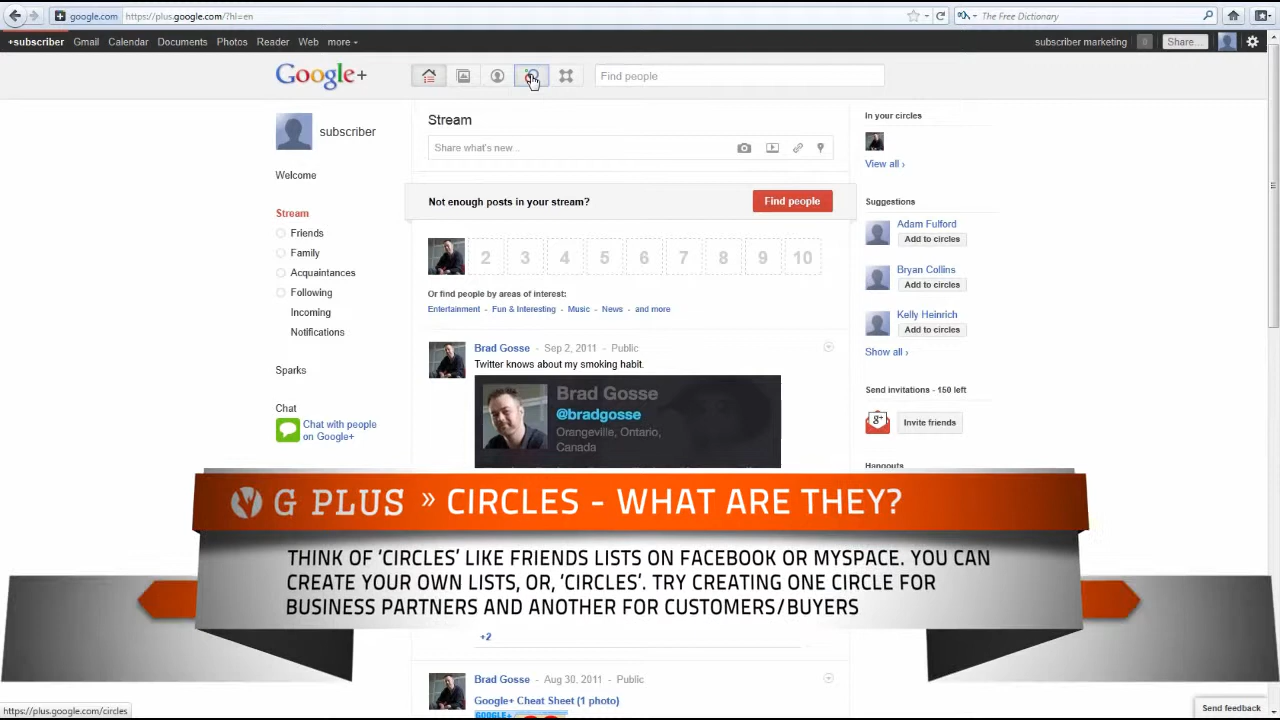 google.com
https://plus.google.com/?hl=en
The Free Dictionary
+subscriber Gmail Calendar Documents Photos Reader Web more
subscriber marketing 0 Share...
Google+
Find people
subscriber
Welcome
Stream
Friends
Family
Acquaintances
Following
Incoming
Notifications
Sparks
Chat
Chat with people
on Google+
Stream
Share what's new...
Not enough posts in your stream?
Find people
2 3 4 5 6 7 8 9 10
Or find people by areas of interest:
Entertainment - Fun & Interesting - Music - News - and more
Brad Gosse - Sep 2, 2011 - Public
Twitter knows about my smoking habit.
Brad Gosse
@bradgosse
Orangeville, Ontario,
Canada
In your circles
View all ›
Suggestions
Adam Fulford
Add to circles
Bryan Collins
Add to circles
Kelly Heinrich
Add to circles
Show all ›
Send invitations - 150 left
g+
Invite friends
Hangouts
G PLUS » CIRCLES - WHAT ARE THEY?
THINK OF 'CIRCLES' LIKE FRIENDS LISTS ON FACEBOOK OR MYSPACE. YOU CAN
CREATE YOUR OWN LISTS, OR, 'CIRCLES'. TRY CREATING ONE CIRCLE FOR
BUSINESS PARTNERS AND ANOTHER FOR CUSTOMERS/BUYERS
+2
Brad Gosse - Aug 30, 2011 - Public
Google+ Cheat Sheet (1 photo)
GOOGLE+
https://plus.google.com/circles
Send feedback